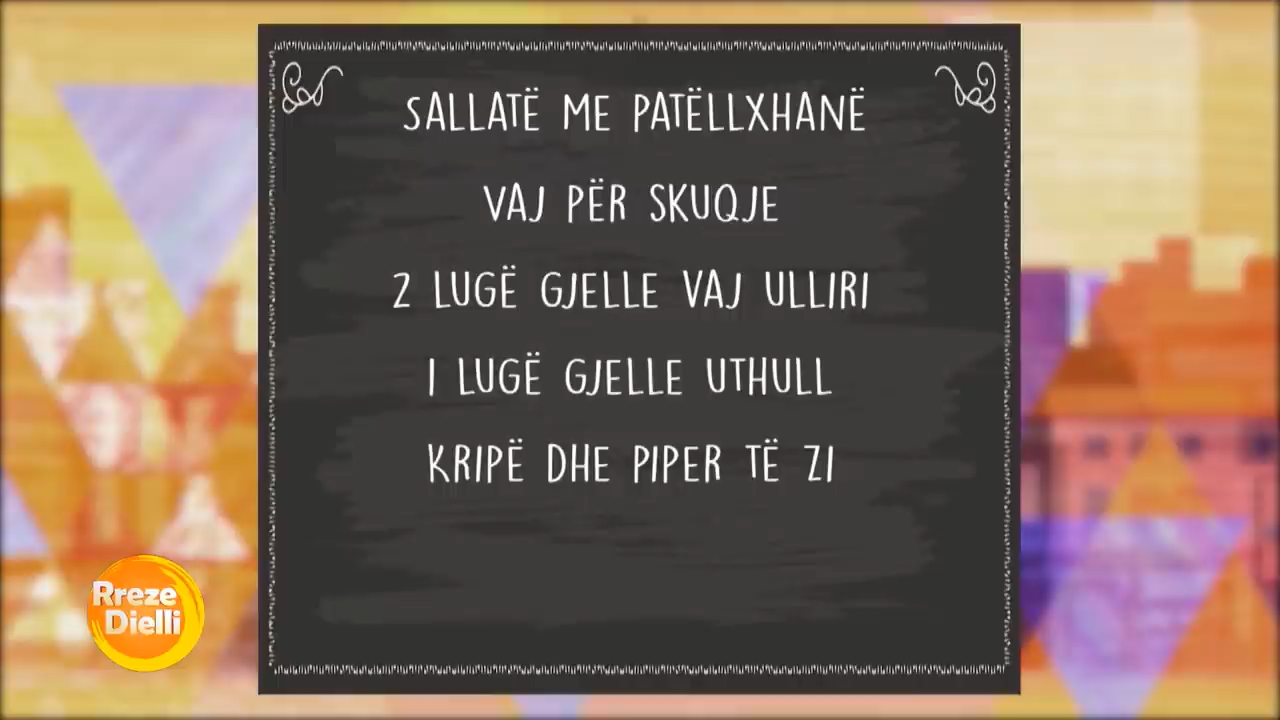 SALLATË ME PATËLLXHANË
VAJ PËR SKUQJE
2 LUGË GJELLE VAJ ULLIRI
1 LUGË GJELLE UTHULL
KRIPË DHE PIPER TË ZI
Rreze
Dielli